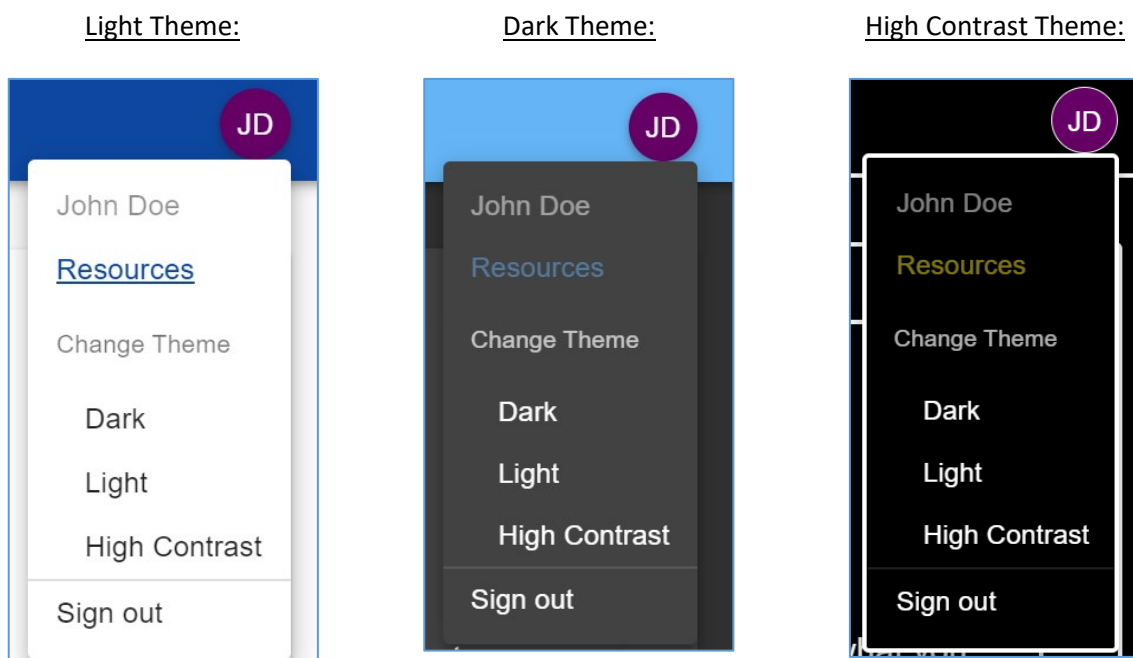 Light Theme:
JD
John Doe
Resources
Change Theme
Dark
Light
High Contrast
Sign out
Dark Theme:
JD
John Doe
Resources
Change Theme
Dark
Light
High Contrast
Sign out
High Contrast Theme:
JD
John Doe
Resources
Change Theme
Dark
Light
High Contrast
Sign out